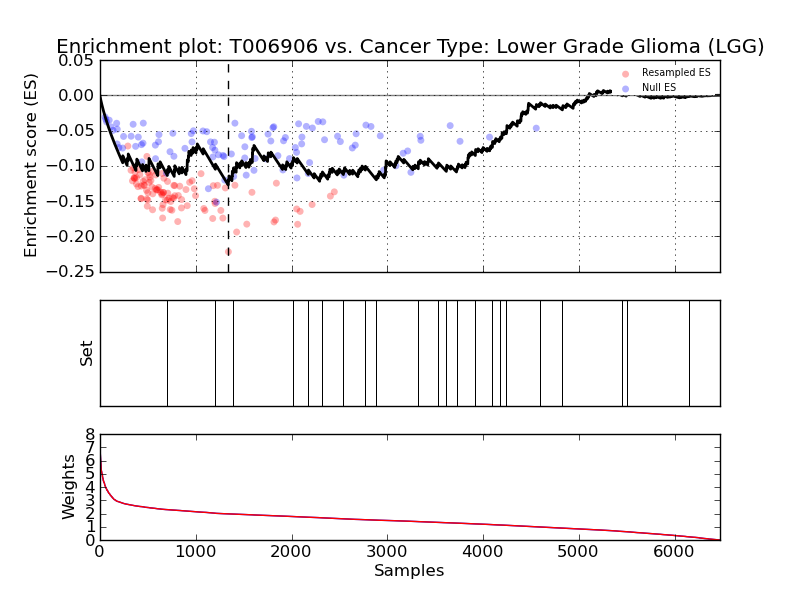 Enrichment plot: T006906 vs. Cancer Type: Lower Grade Glioma (LGG)
0.05
0.00
−0.05
−0.10
−0.15
−0.20
−0.25
Enrichment score (ES)
Resampled ES
Null ES
Set
8
7
6
5
4
3
2
1
0
Weights
0 1000 2000 3000 4000 5000 6000
Samples